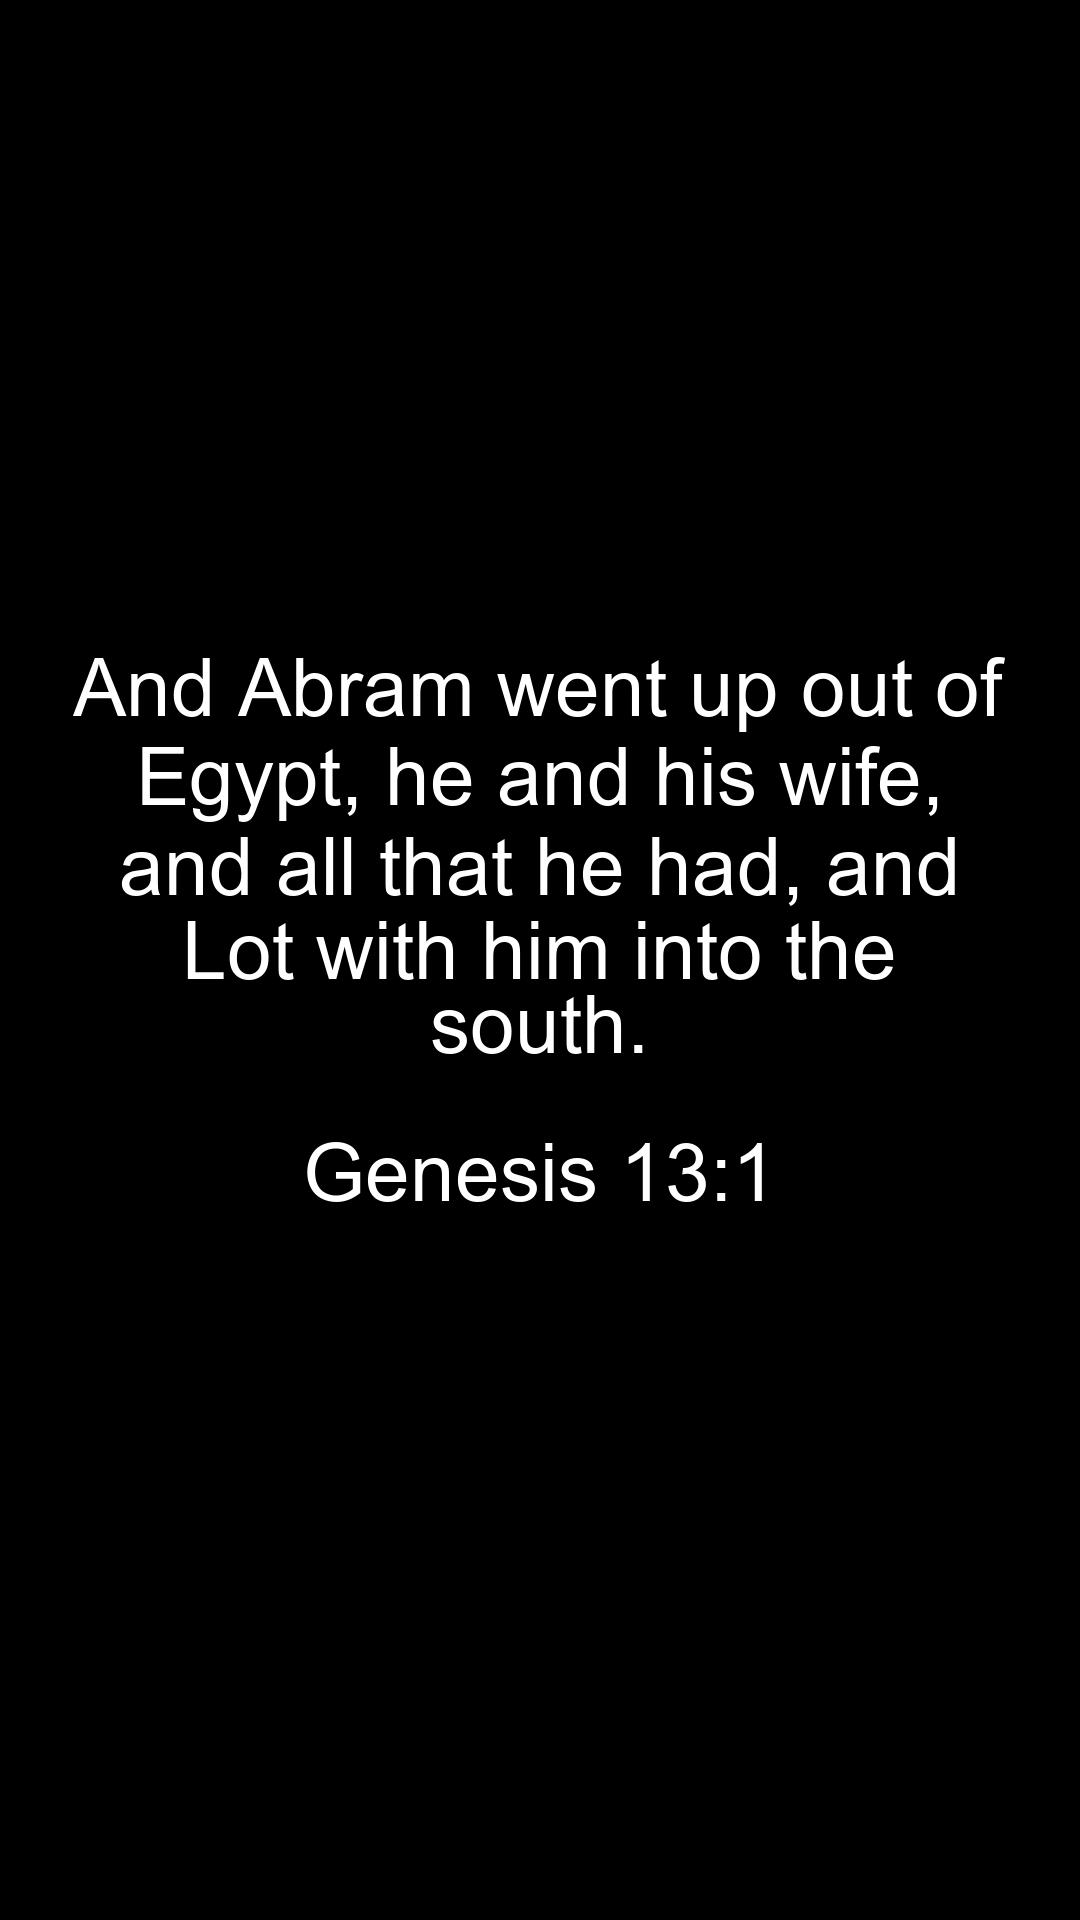 And Abram went up out of
Egypt, he and his wife,
and all that he had, and
Lot with him into the
south.
Genesis 13:1